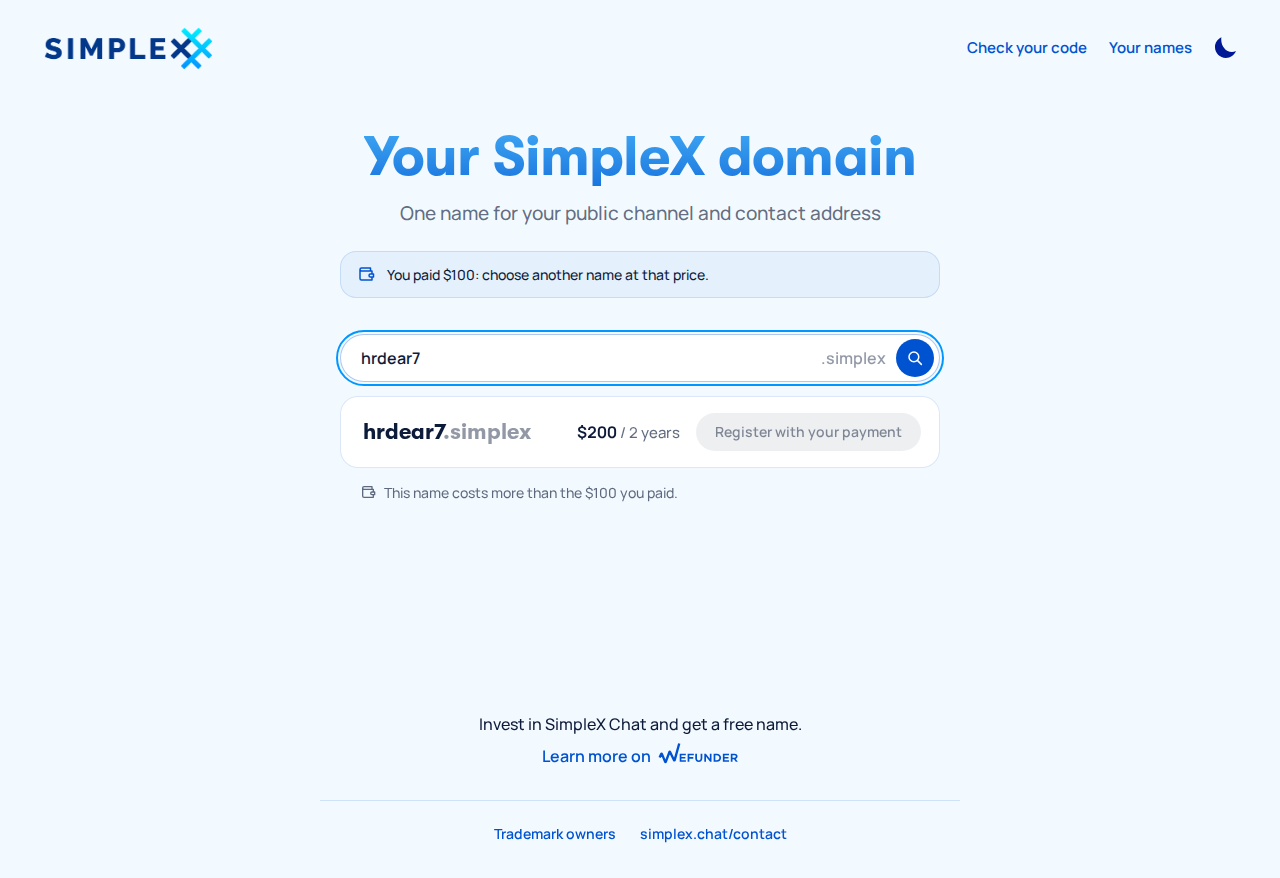 SIMPLEX
Check your code
Your names
Your SimpleX domain
One name for your public channel and contact address
You paid $100: choose another name at that price.
hrdear7
.simplex
hrdear7.simplex
$200 / 2 years
Register with your payment
This name costs more than the $100 you paid.
Invest in SimpleX Chat and get a free name.
Learn more on WEFUNDER
Trademark owners
simplex.chat/contact